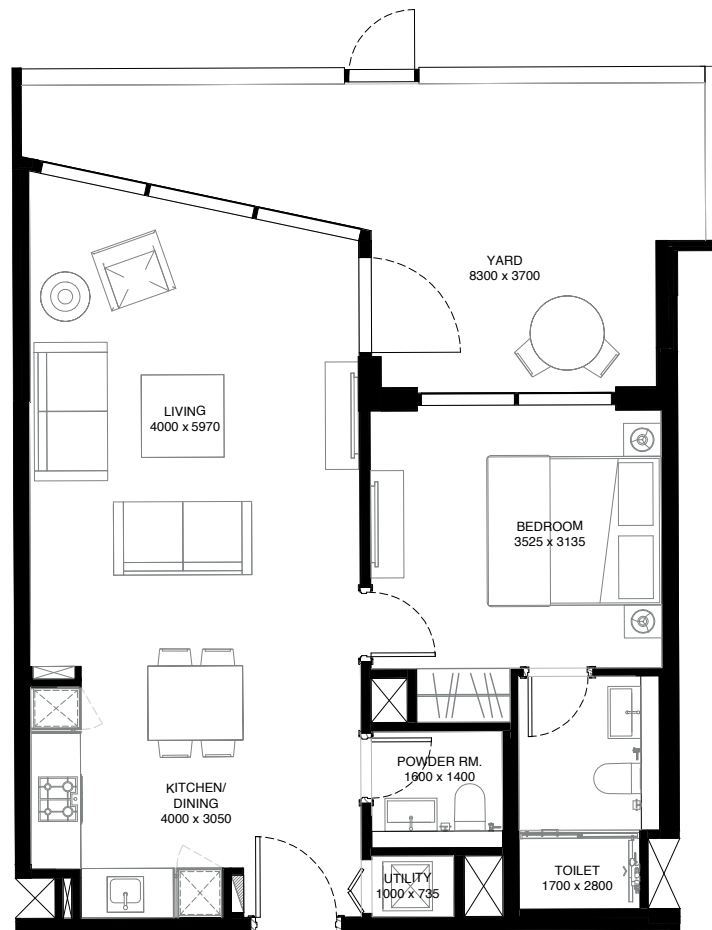 YARD
8300 x 3700
LIVING
4000 x 5970
BEDROOM
3525 x 3135
POWDER RM.
1600 x 1400
KITCHEN/
DINING
4000 x 3050
UTILITY
1000 x 735
TOILET
1700 x 2800